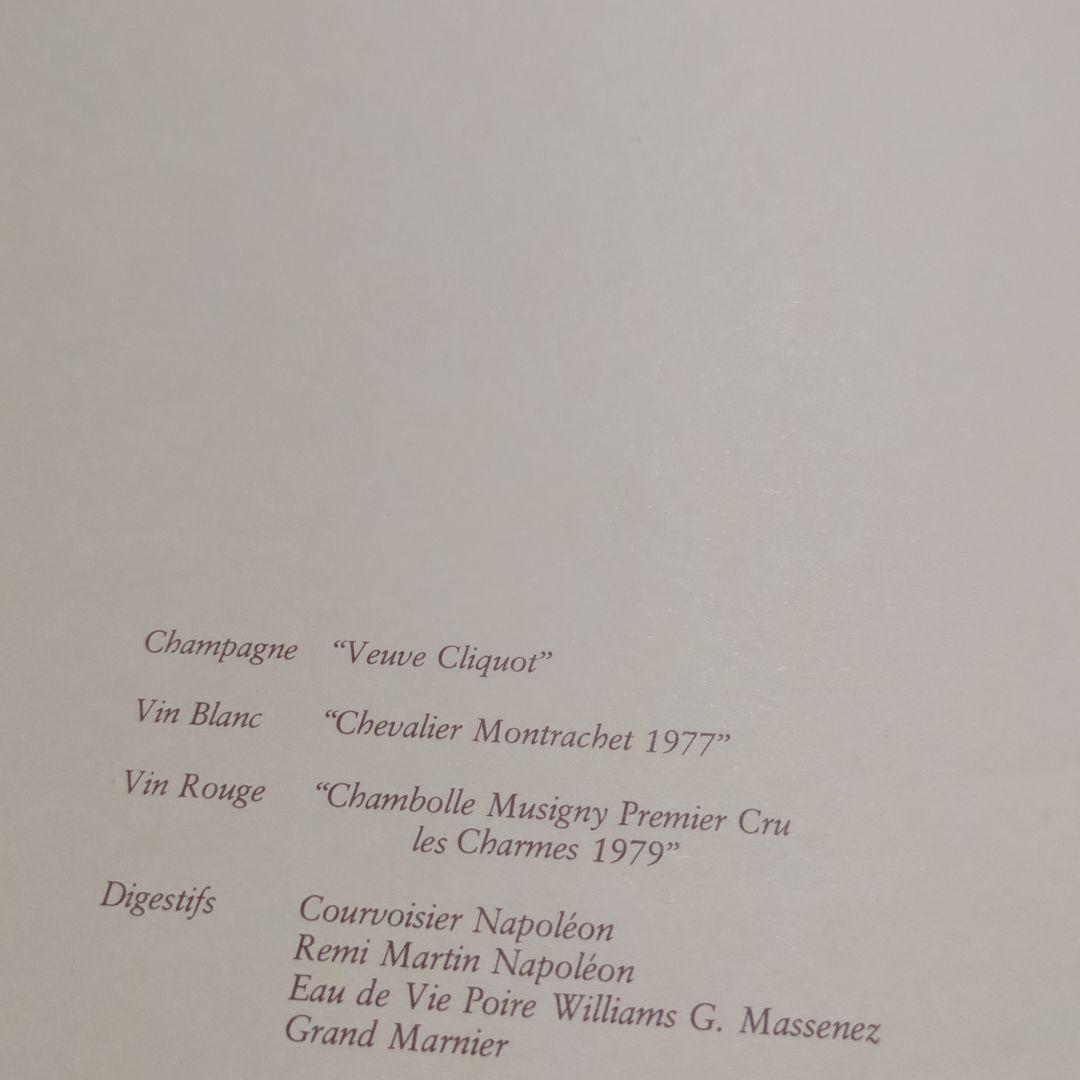 Champagne “Veuve Cliquot”
Vin Blanc “Chevalier Montrachet 1977”
Vin Rouge “Chambolle Musigny Premier Cru
les Charmes 1979”
Digestifs Courvoisier Napoléon
Remi Martin Napoléon
Eau de Vie Poire Williams G. Massenez
Grand Marnier